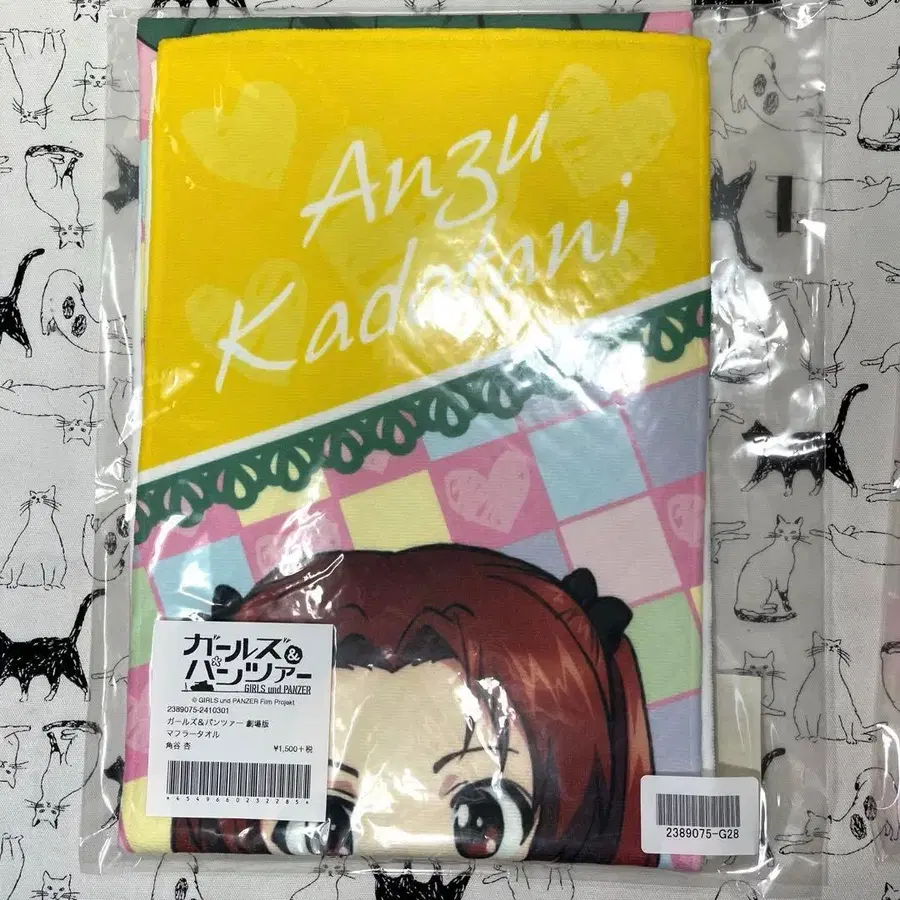 Anzu
Kadotani
ガールズ&
パンツァー
GIRLS und PANZER
© GIRLS und PANZER Film Projekt
2389075-2410301
ガールズ&パンツァー 劇場版
マフラータオル
角谷 杏 ¥1,500+税
4549660232285
2389075-G28